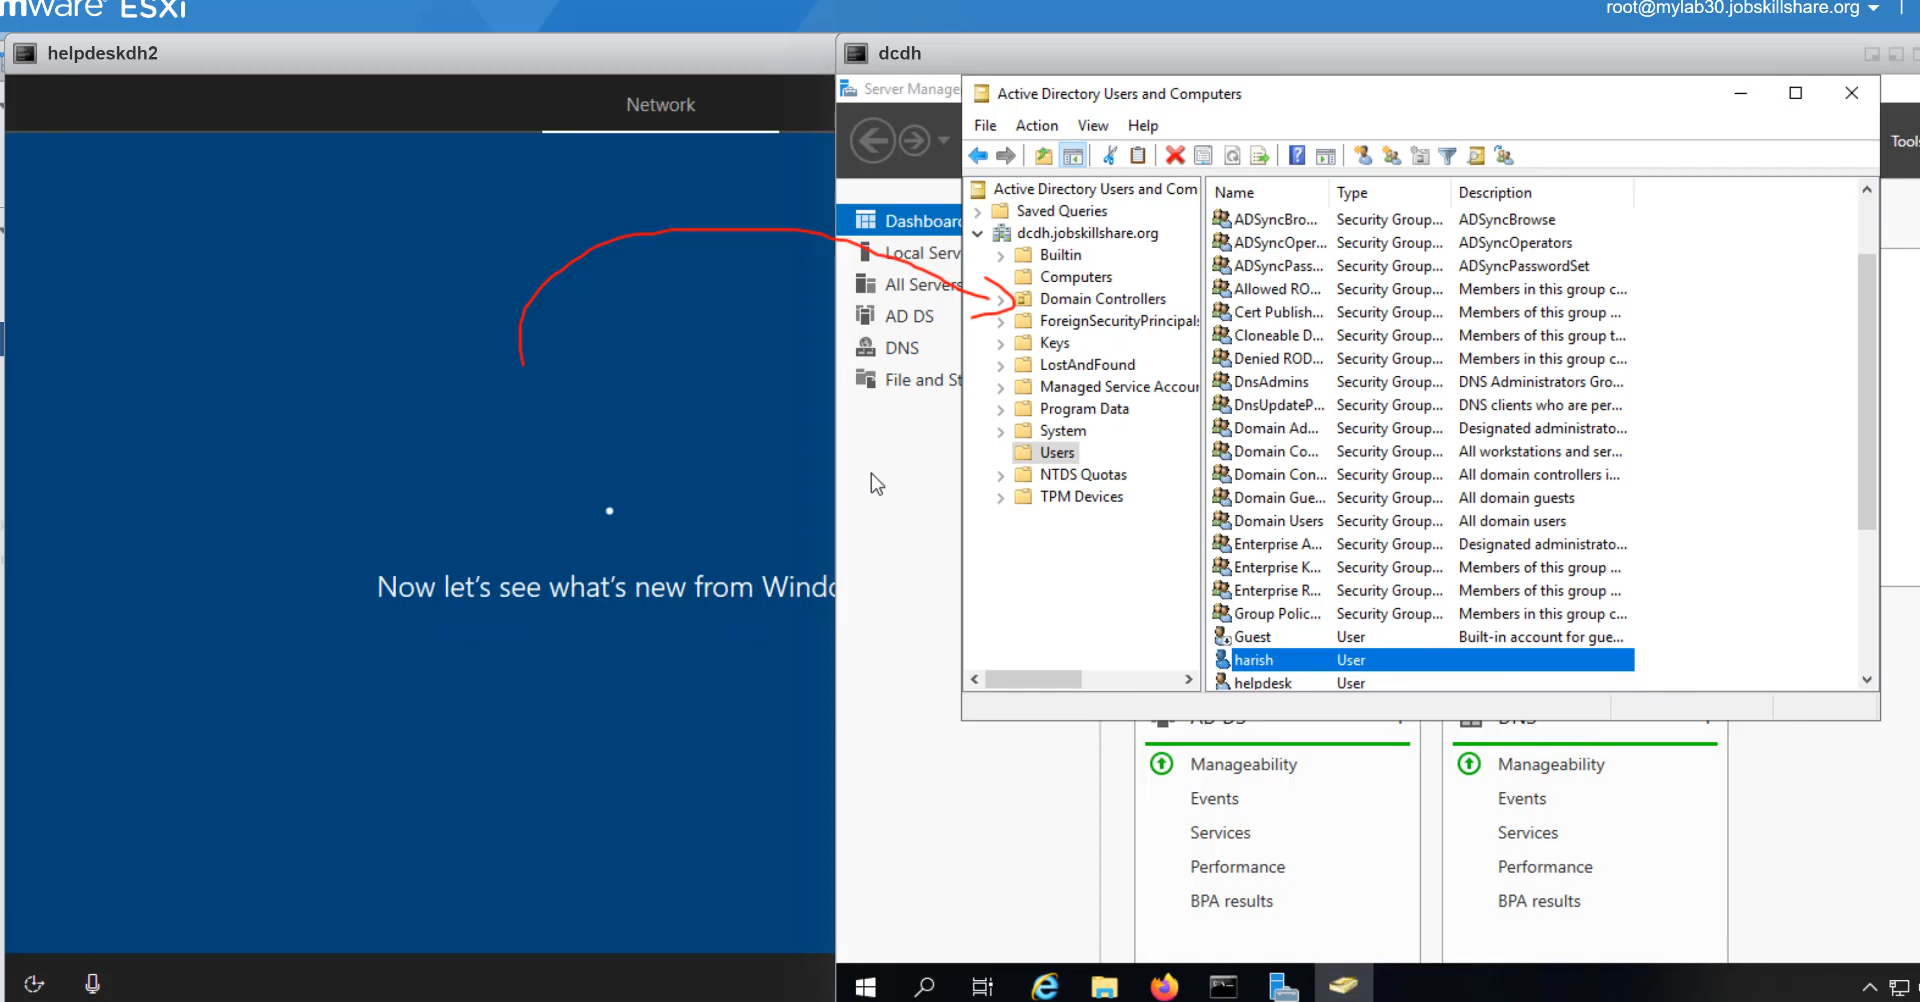 mware® ESXi
root@mylab30.jobskillshare.org
helpdeskdh2
Network
Now let's see what's new from Windo
dcdh
Server Manage
Tools
Dashboard
Local Serv
All Servers
AD DS
DNS
File and St
Active Directory Users and Computers
File Action View Help
Active Directory Users and Com
Saved Queries
dcdh.jobskillshare.org
Builtin
Computers
Domain Controllers
ForeignSecurityPrincipals
Keys
LostAndFound
Managed Service Accour
Program Data
System
Users
NTDS Quotas
TPM Devices
Name Type Description
ADSyncBro... Security Group... ADSyncBrowse
ADSyncOper... Security Group... ADSyncOperators
ADSyncPass... Security Group... ADSyncPasswordSet
Allowed RO... Security Group... Members in this group c...
Cert Publish... Security Group... Members of this group ...
Cloneable D... Security Group... Members of this group t...
Denied ROD... Security Group... Members in this group c...
DnsAdmins Security Group... DNS Administrators Gro...
DnsUpdateP... Security Group... DNS clients who are per...
Domain Ad... Security Group... Designated administrato...
Domain Co... Security Group... All workstations and ser...
Domain Con... Security Group... All domain controllers i...
Domain Gue... Security Group... All domain guests
Domain Users Security Group... All domain users
Enterprise A... Security Group... Designated administrato...
Enterprise K... Security Group... Members of this group ...
Enterprise R... Security Group... Members of this group ...
Group Polic... Security Group... Members in this group c...
Guest User Built-in account for gue...
harish User
helpdesk User
AD DS
Manageability
Events
Services
Performance
BPA results
DNS
Manageability
Events
Services
Performance
BPA results